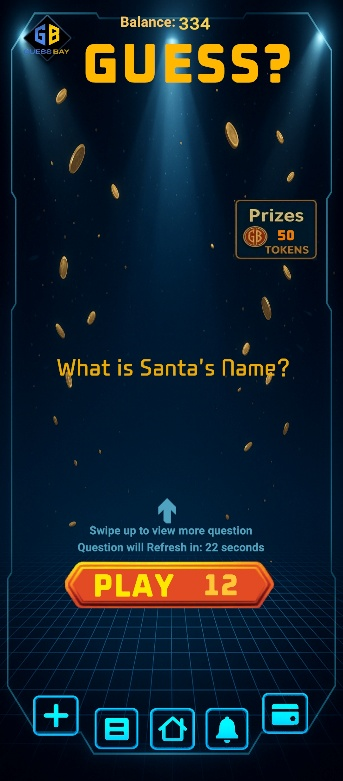 Balance: 334
GB
GUESS BAY
GUESS?
Prizes
GB 50
TOKENS
What is Santa's Name?
Swipe up to view more question
Question will Refresh in: 22 seconds
PLAY 12